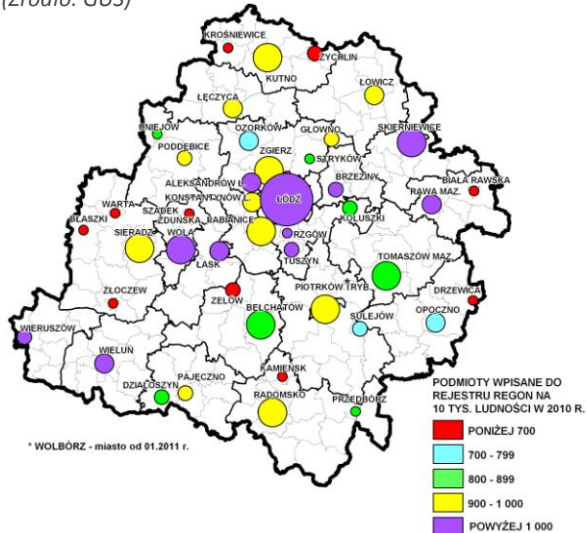 (Źródło: GUS)
KROŚNIEWICE
ŻYCHLIN
KUTNO
ŁOWICZ
ŁĘCZYCA
UNIEJÓW
OZORKÓW
GŁOWNO
SKIERNIEWICE
PODDĘBICE
ZGIERZ
STRYKÓW
ALEKSANDRÓW Ł.
BRZEZINY
BIAŁA RAWSKA
KONSTANTYNÓW Ł.
ŁÓDŹ
RAWA MAZ.
WARTA
SZADEK
KOLUSZKI
BŁASZKI
ZDUŃSKA
WOLA
PABIANICE
RZGÓW
SIERADZ
ŁASK
TUSZYN
TOMASZÓW MAZ.
ZŁOCZEW
ZELÓW
PIOTRKÓW TRYB.
*
DRZEWICA
BEŁCHATÓW
SULEJÓW
OPOCZNO
WIERUSZÓW
WIELUŃ
KAMIEŃSK
DZIAŁOSZYN
PAJĘCZNO
RADOMSKO
PRZEDBÓRZ
* WOLBÓRZ - miasto od 01.2011 r.
PODMIOTY WPISANE DO
REJESTRU REGON NA
10 TYS. LUDNOŚCI W 2010 R.
PONIŻEJ 700
700 - 799
800 - 899
900 - 1 000
POWYŻEJ 1 000